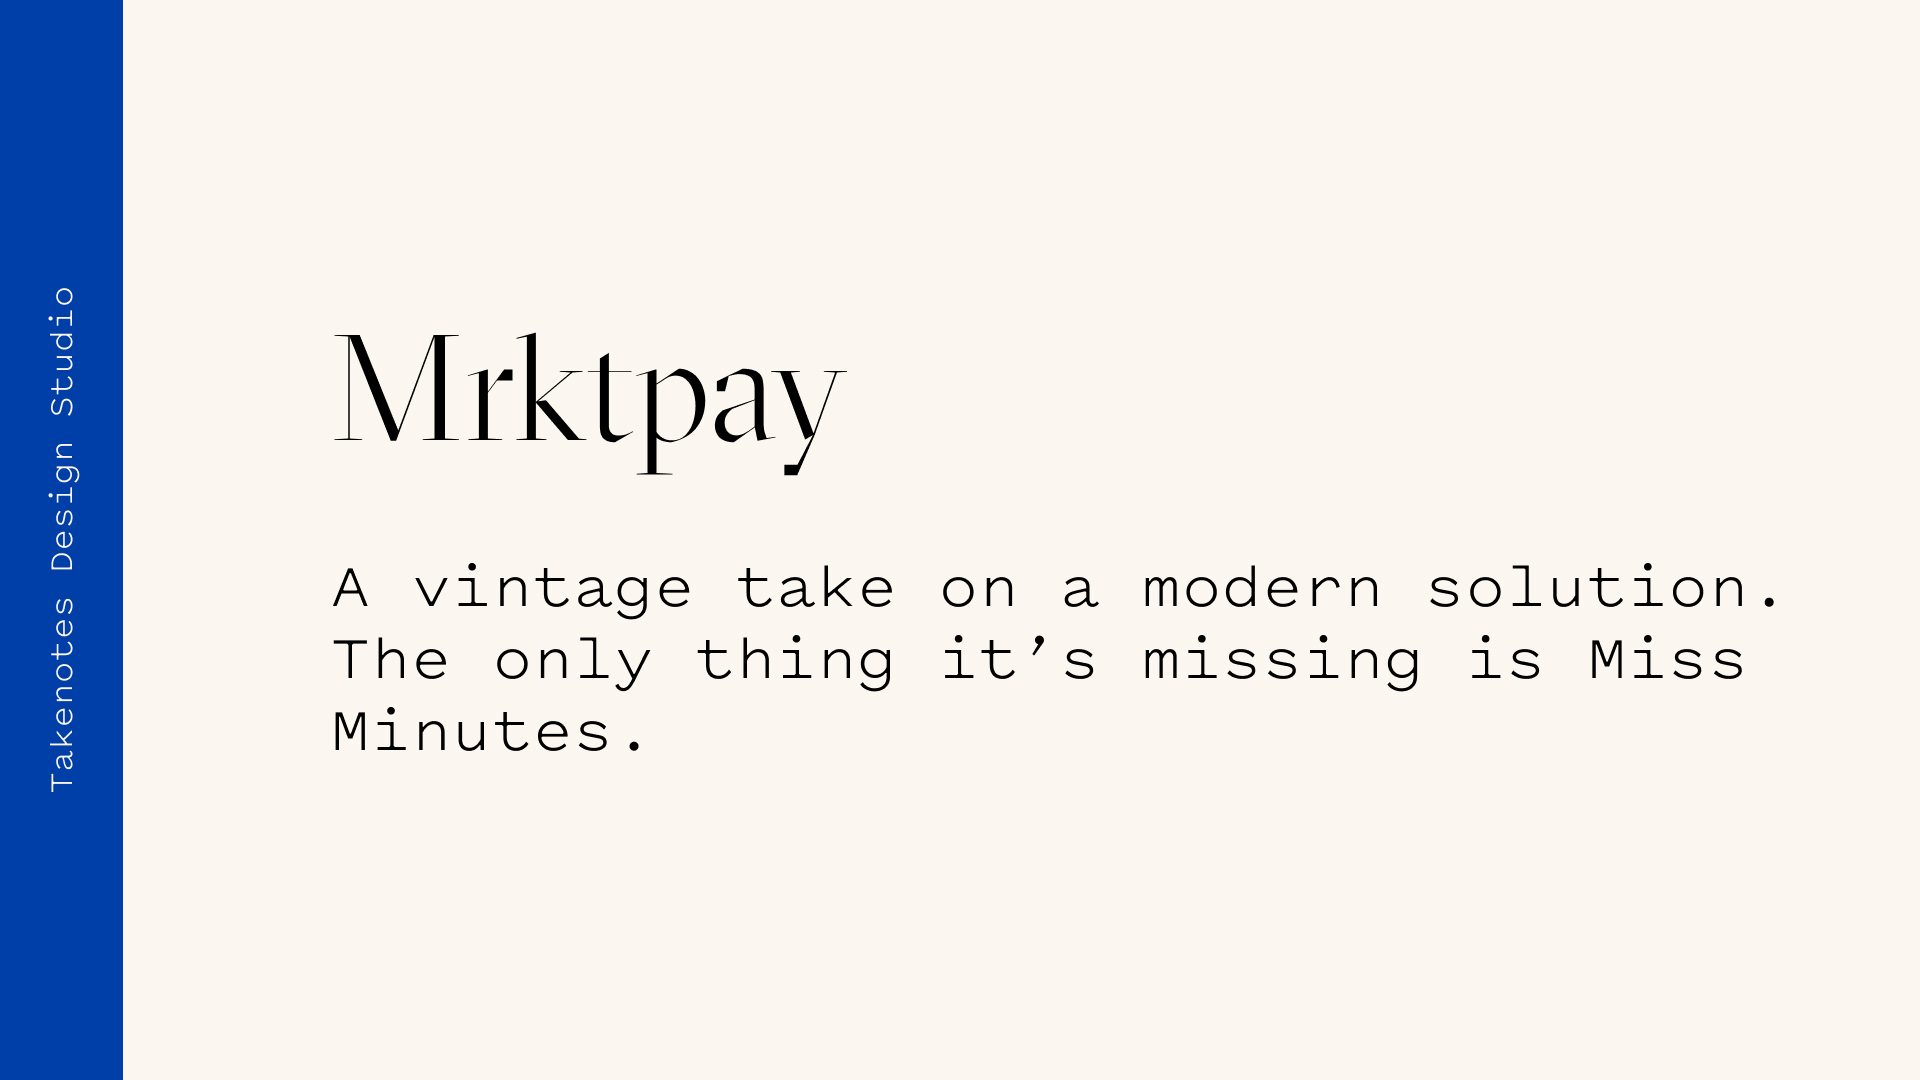 Takenotes Design Studio
Mrktpay
A vintage take on a modern solution.
The only thing it’s missing is Miss
Minutes.